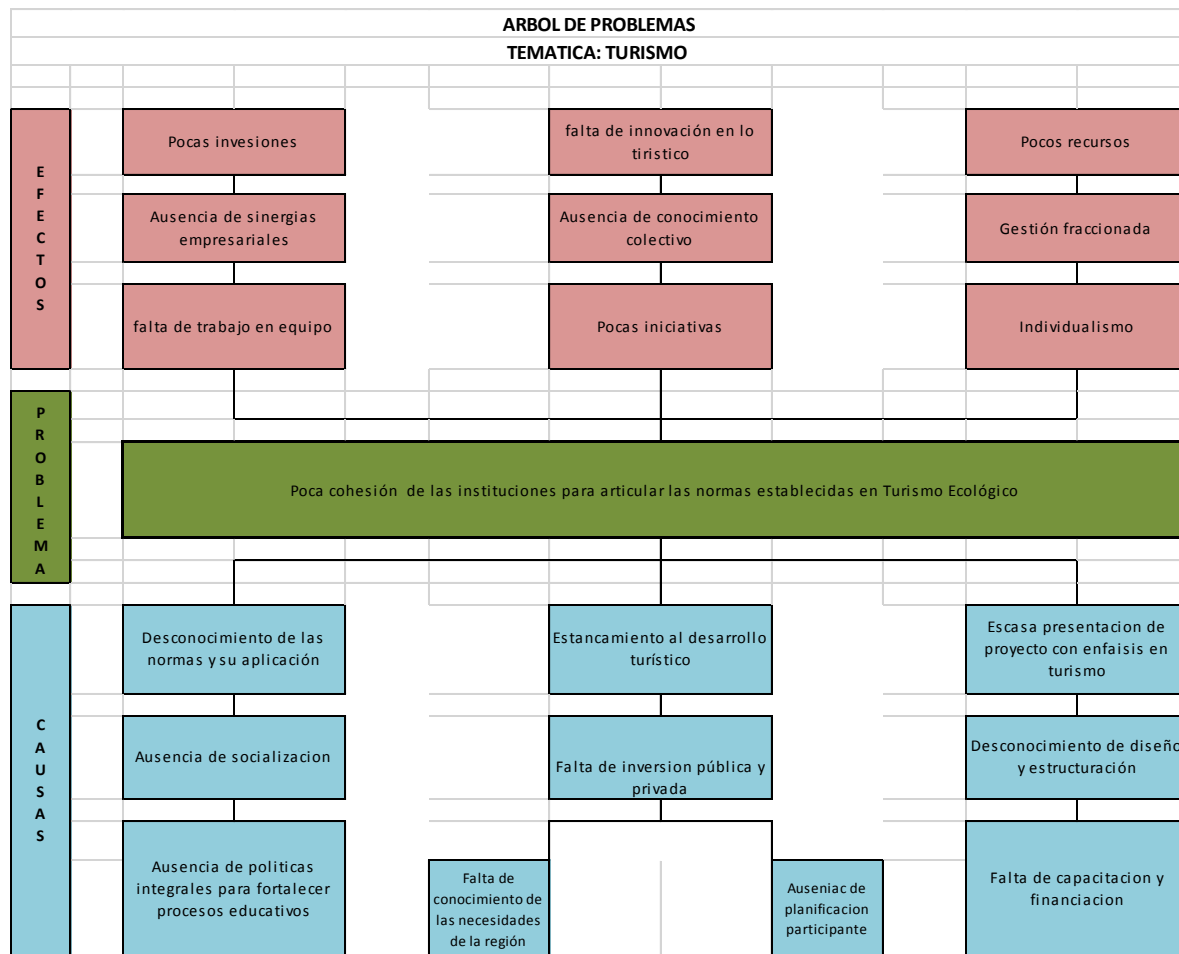 ARBOL DE PROBLEMAS
TEMATICA: TURISMO
EFECTOS
Pocas invesiones
falta de innovación en lo
tiristico
Pocos recursos
Ausencia de sinergias
empresariales
Ausencia de conocimiento
colectivo
Gestión fraccionada
falta de trabajo en equipo
Pocas iniciativas
Individualismo
PROBLEMA
Poca cohesión de las instituciones para articular las normas establecidas en Turismo Ecológico
CAUSAS
Desconocimiento de las
normas y su aplicación
Estancamiento al desarrollo
turístico
Escasa presentacion de
proyecto con enfaisis en
turismo
Ausencia de socialización
Falta de inversion pública y
privada
Desconocimiento de diseño
y estructuración
Ausencia de politicas
integrales para fortalecer
procesos educativos
Falta de
conocimiento de
las necesidades
de la región
Auseniac de
planificacion
participante
Falta de capacitacion y
financiacion